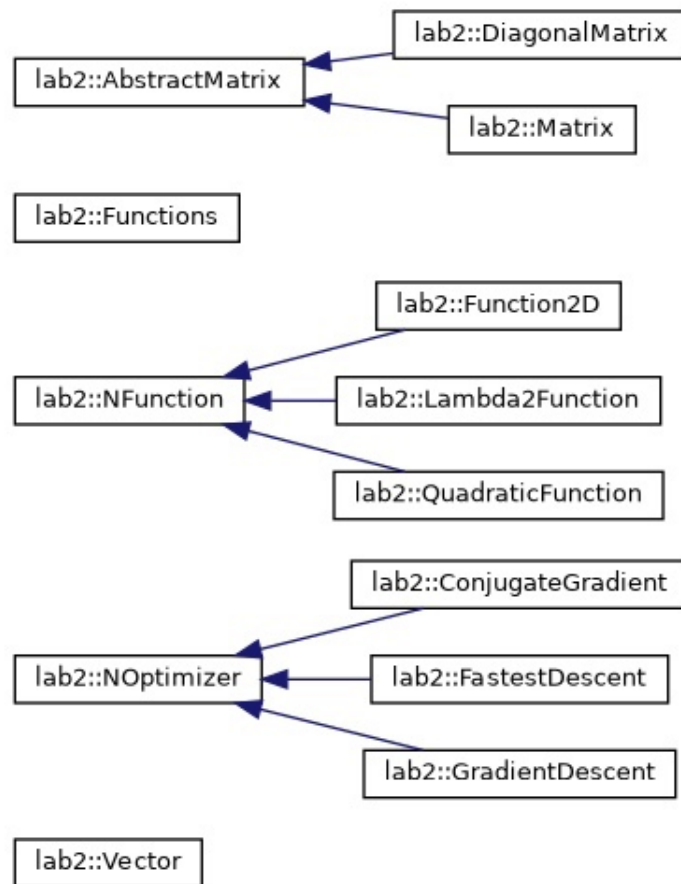 lab2::DiagonalMatrix
lab2::AbstractMatrix
lab2::Matrix
lab2::Functions
lab2::Function2D
lab2::NFunction
lab2::Lambda2Function
lab2::QuadraticFunction
lab2::ConjugateGradient
lab2::NOptimizer
lab2::FastestDescent
lab2::GradientDescent
lab2::Vector